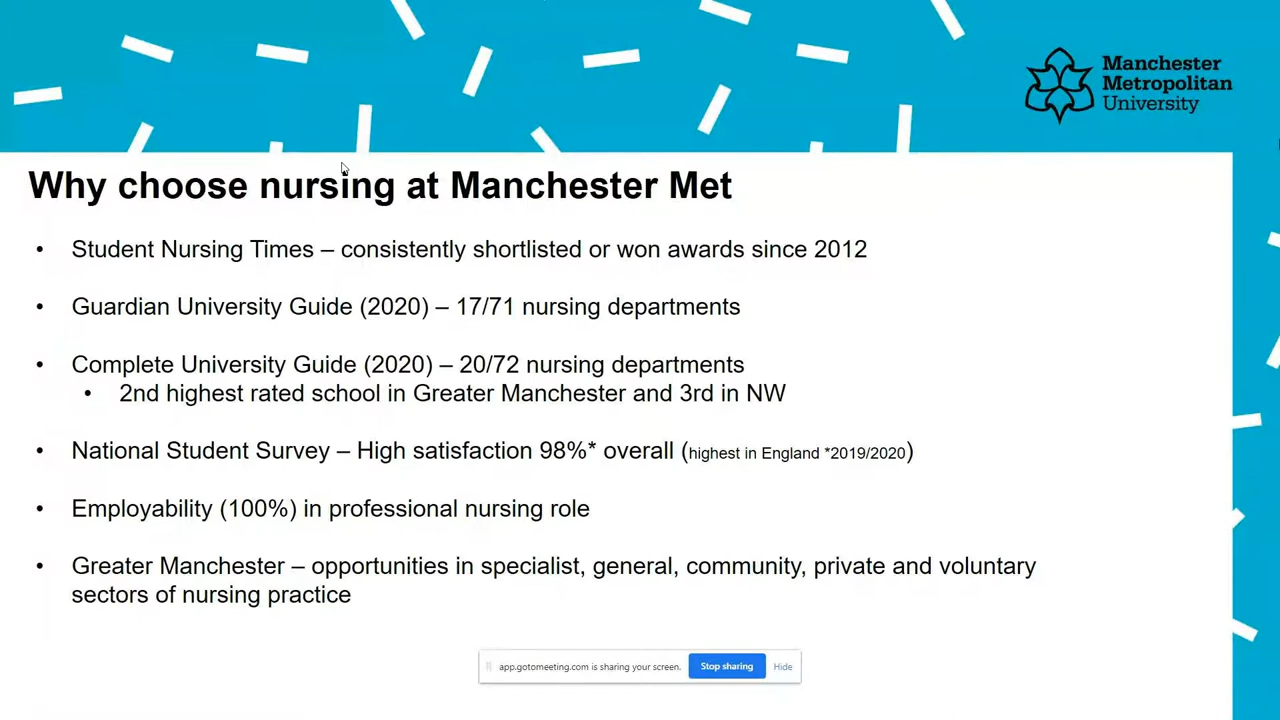 Manchester
Metropolitan
University
Why choose nursing at Manchester Met
• Student Nursing Times – consistently shortlisted or won awards since 2012
• Guardian University Guide (2020) – 17/71 nursing departments
• Complete University Guide (2020) – 20/72 nursing departments
• 2nd highest rated school in Greater Manchester and 3rd in NW
• National Student Survey – High satisfaction 98%* overall (highest in England *2019/2020)
• Employability (100%) in professional nursing role
• Greater Manchester – opportunities in specialist, general, community, private and voluntary
sectors of nursing practice
app.gotomeeting.com is sharing your screen. Stop sharing Hide